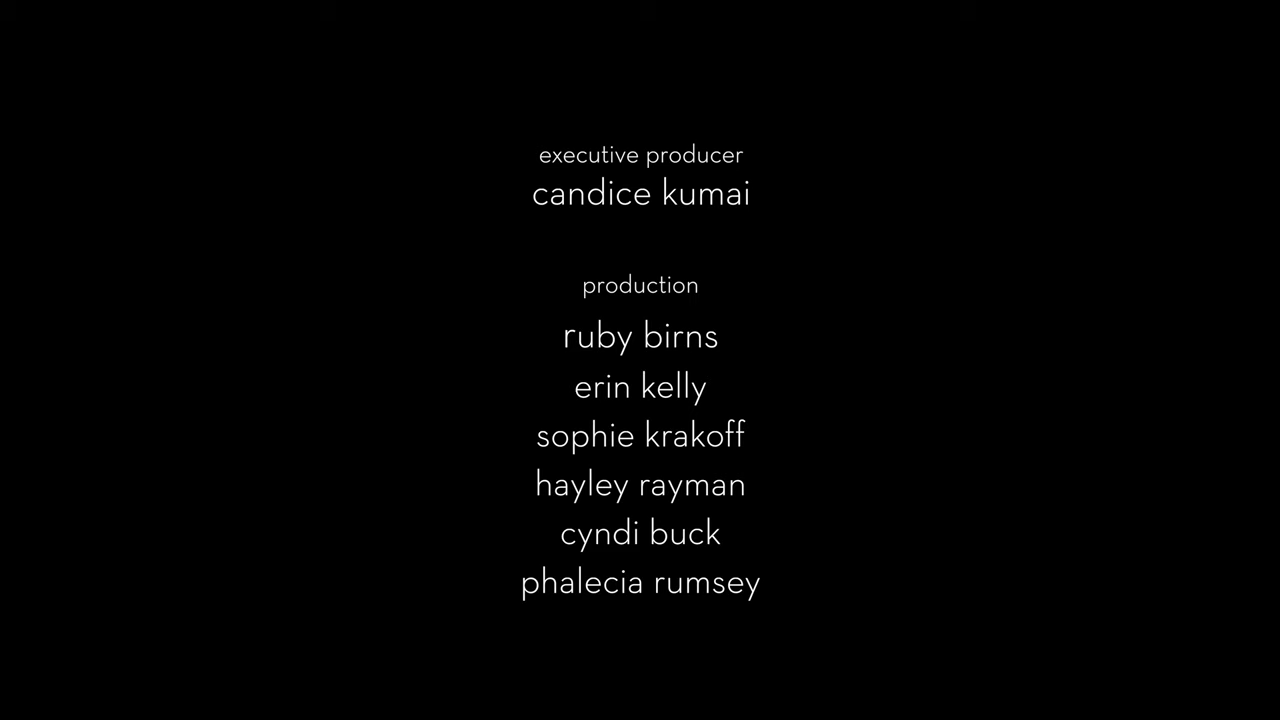 executive producer
candice kumai
production
ruby birns
erin kelly
sophie krakoff
hayley rayman
cyndi buck
phalecia rumsey